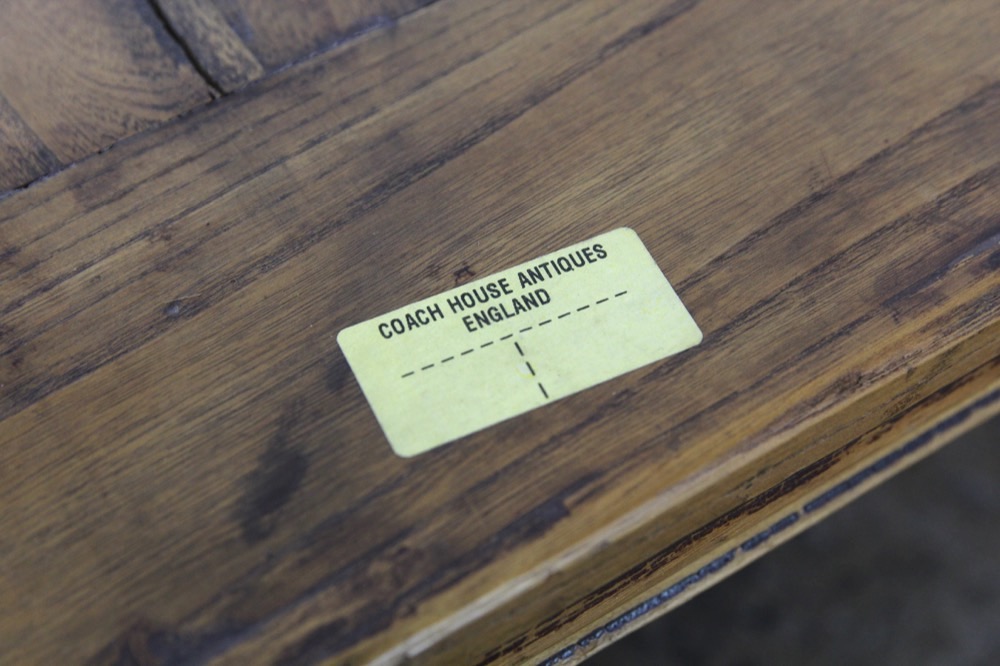 COACH HOUSE ANTIQUES
ENGLAND